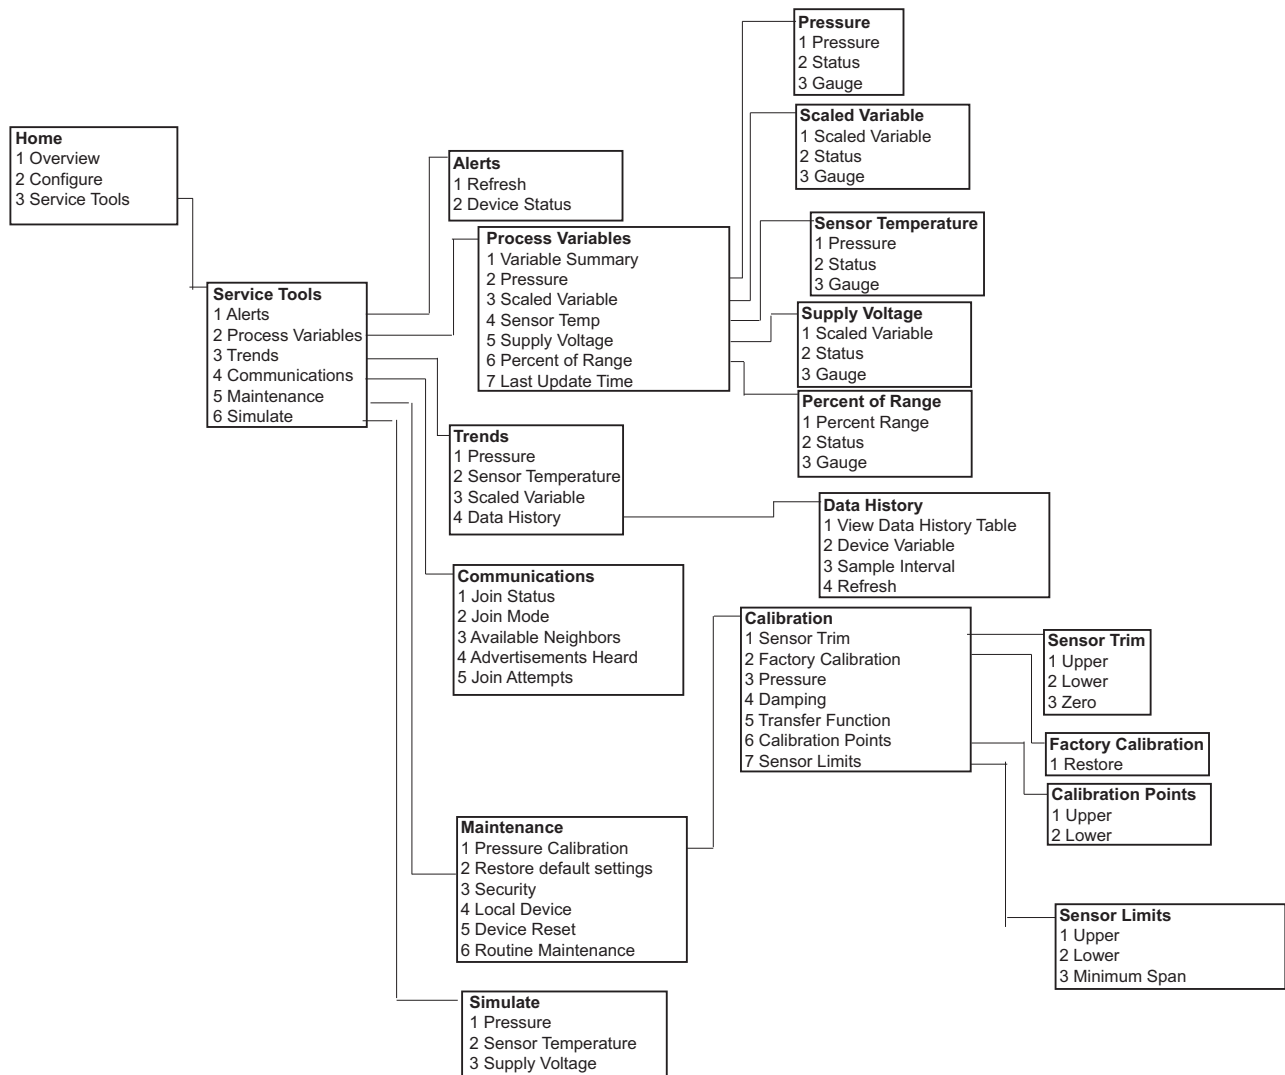 Home
1 Overview
2 Configure
3 Service Tools
Service Tools
1 Alerts
2 Process Variables
3 Trends
4 Communications
5 Maintenance
6 Simulate
Alerts
1 Refresh
2 Device Status
Process Variables
1 Variable Summary
2 Pressure
3 Scaled Variable
4 Sensor Temp
5 Supply Voltage
6 Percent of Range
7 Last Update Time
Trends
1 Pressure
2 Sensor Temperature
3 Scaled Variable
4 Data History
Communications
1 Join Status
2 Join Mode
3 Available Neighbors
4 Advertisements Heard
5 Join Attempts
Maintenance
1 Pressure Calibration
2 Restore default settings
3 Security
4 Local Device
5 Device Reset
6 Routine Maintenance
Simulate
1 Pressure
2 Sensor Temperature
3 Supply Voltage
Pressure
1 Pressure
2 Status
3 Gauge
Scaled Variable
1 Scaled Variable
2 Status
3 Gauge
Sensor Temperature
1 Pressure
2 Status
3 Gauge
Supply Voltage
1 Scaled Variable
2 Status
3 Gauge
Percent of Range
1 Percent Range
2 Status
3 Gauge
Data History
1 View Data History Table
2 Device Variable
3 Sample Interval
4 Refresh
Calibration
1 Sensor Trim
2 Factory Calibration
3 Pressure
4 Damping
5 Transfer Function
6 Calibration Points
7 Sensor Limits
Sensor Trim
1 Upper
2 Lower
3 Zero
Factory Calibration
1 Restore
Calibration Points
1 Upper
2 Lower
Sensor Limits
1 Upper
2 Lower
3 Minimum Span